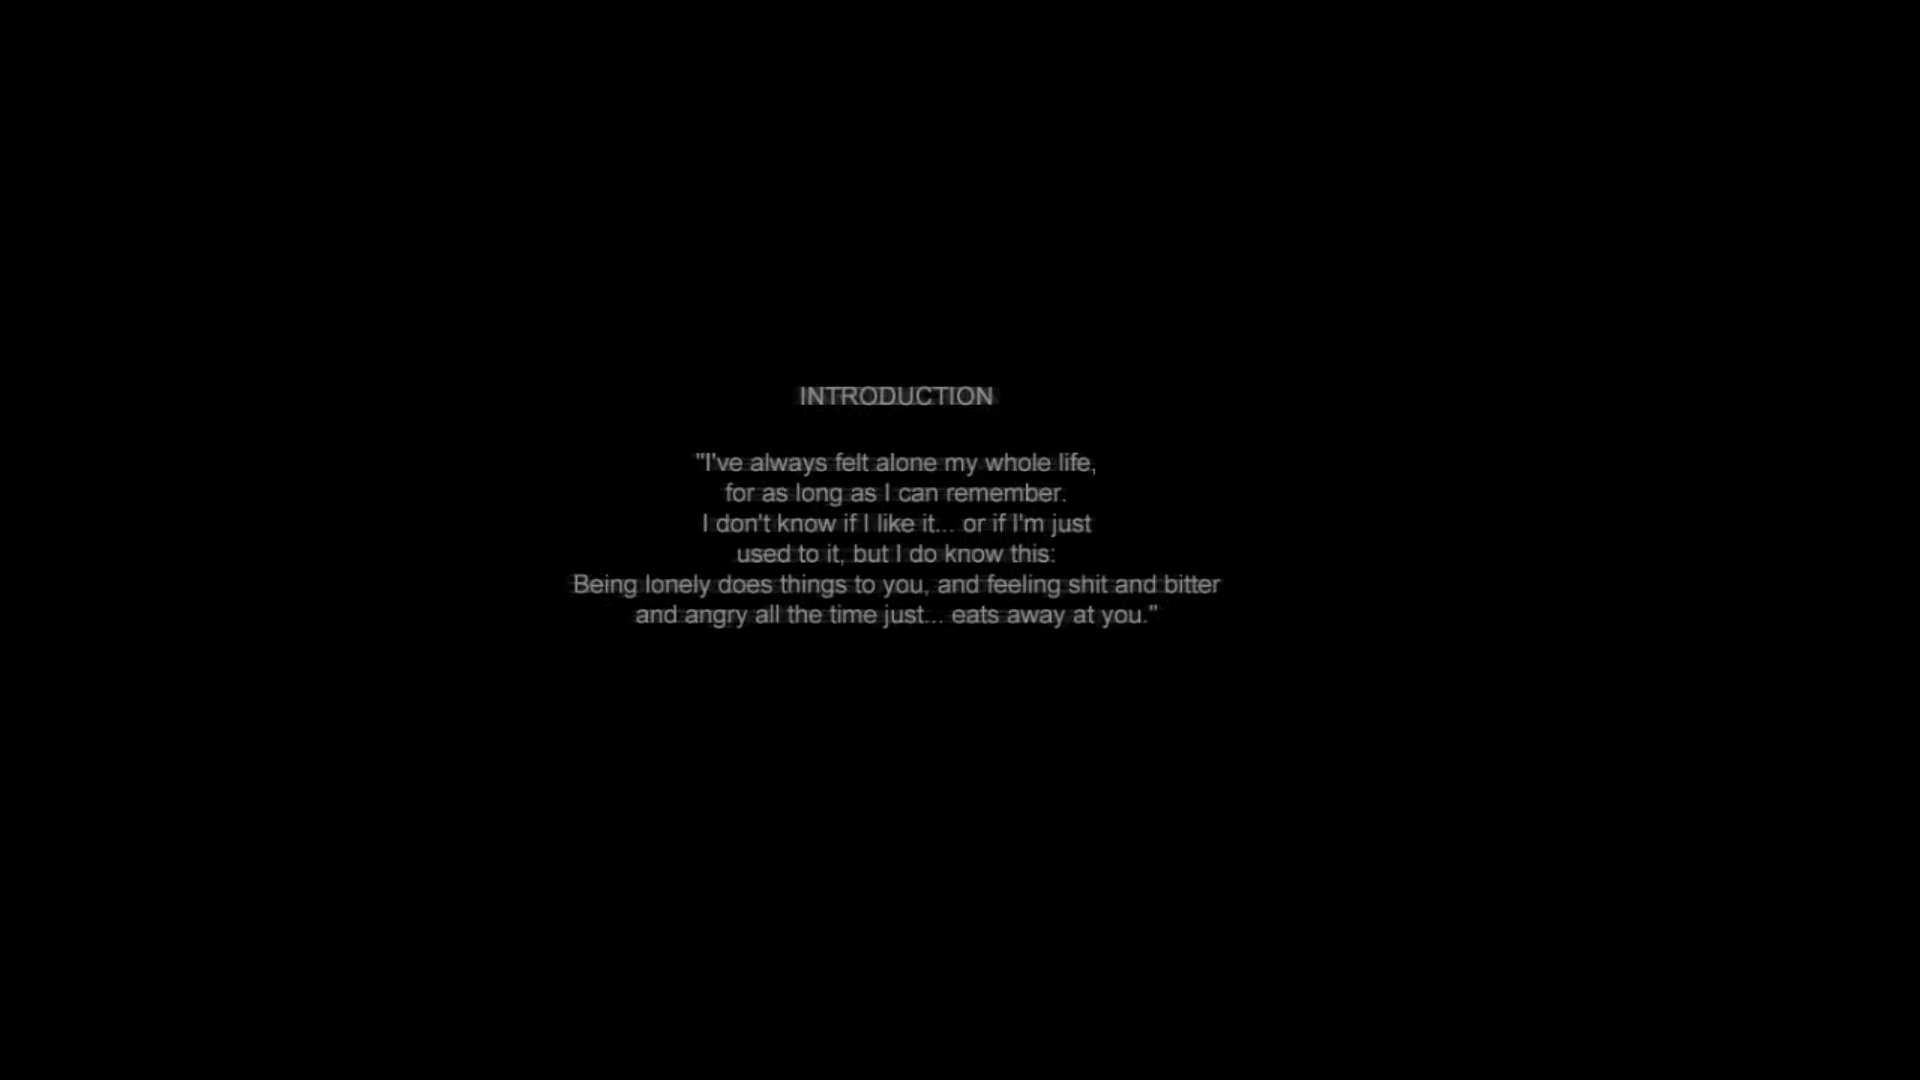 INTRODUCTION
"I've always felt alone my whole life,
for as long as I can remember.
I don't know if I like it... or if I'm just
used to it, but I do know this:
Being lonely does things to you, and feeling shit and bitter
and angry all the time just... eats away at you."